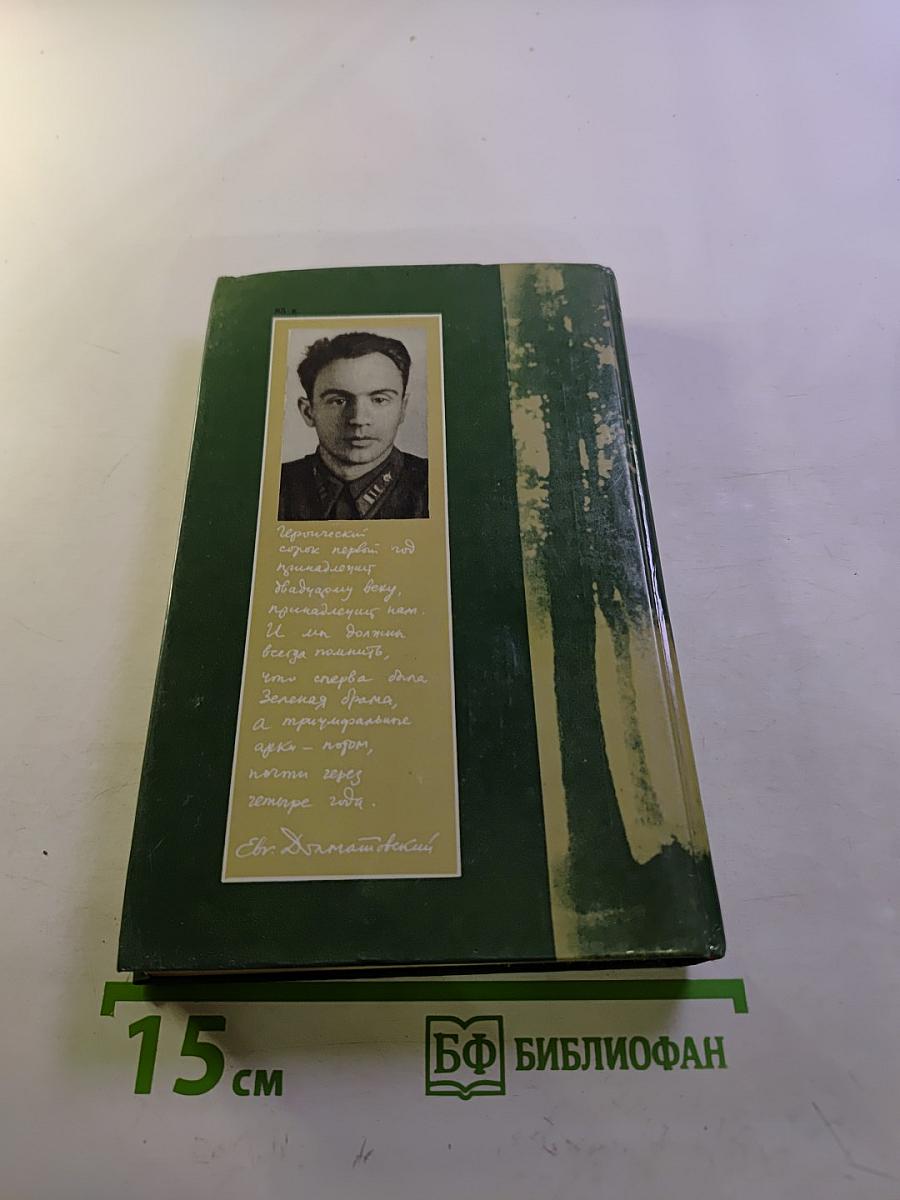 Героический
сорок первый год
принадлежит
двадцатому веку,
принадлежит нам.
И мы должны
всегда помнить,
что сперва была
Зеленая брама,
а триумфальные
арки – потом,
почти через
четыре года.
Евг. Долматовский
15 см
БФ БИБЛИОФАН